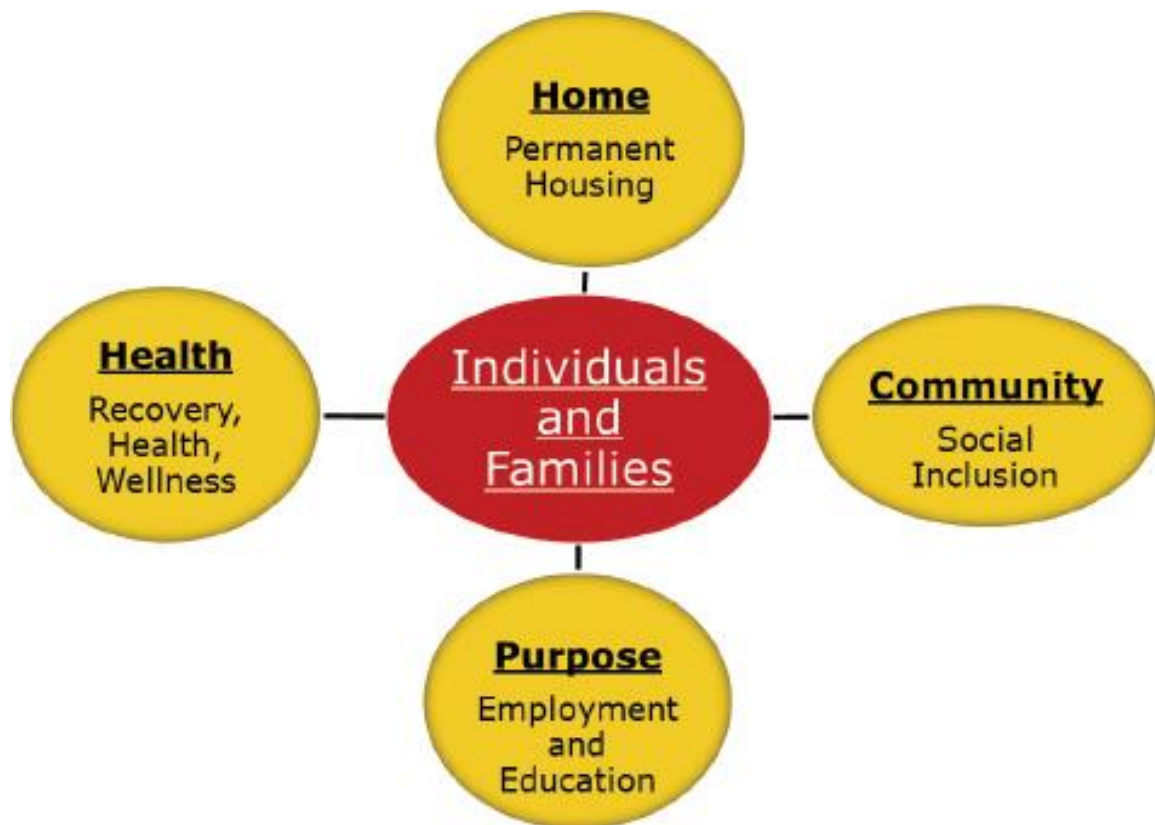 Home
Permanent
Housing
Health
Recovery,
Health,
Wellness
Individuals
and
Families
Community
Social
Inclusion
Purpose
Employment
and
Education